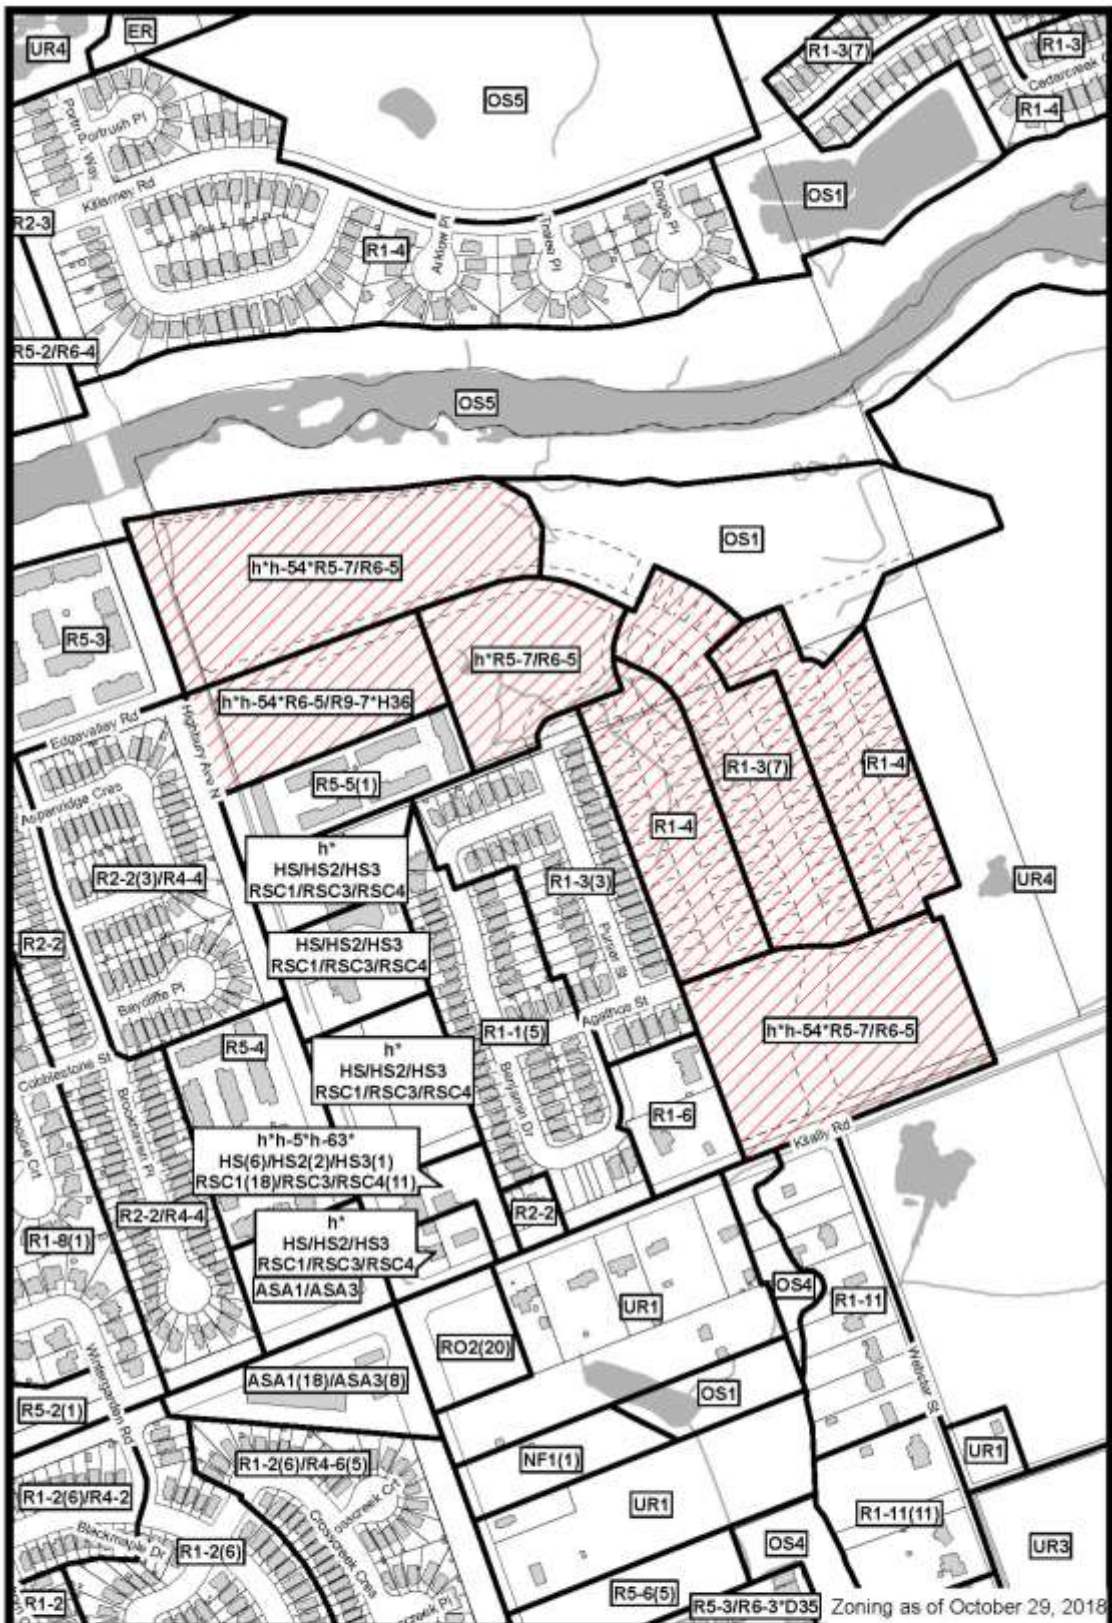 UR4
ER
R1-3(7)
R1-3
R1-4
OS5
OS1
Portrush Pl
Killarney Rd
R2-3
Dingle Pl
Arklow Pl
Tralee Pl
R1-4
R5-2/R6-4
OS5
OS1
h*h-54*R5-7/R6-5
R5-3
h*R5-7/R6-5
h*h-54*R6-5/R9-7*H36
Edgevalley Rd
Highbury Ave N
R1-3(7)
R1-4
R5-5(1)
Aspenridge Cres
R1-4
h*
HS/HS2/HS3
RSC1/RSC3/RSC4
R2-2(3)/R4-4
R1-3(3)
UR4
R2-2
HS/HS2/HS3
RSC1/RSC3/RSC4
Purser St
Baycliffe Pl
Agathos St
R1-1(5)
h*h-54*R5-7/R6-5
R5-4
Cobblestone St
h*
HS/HS2/HS3
RSC1/RSC3/RSC4
Benjamin Dr
R1-6
Brookhaven Pl
Kilally Rd
h*h-5*h-63*
HS(6)/HS2(2)/HS3(1)
RSC1(18)/RSC3/RSC4(11)
R2-2/R4-4
R2-2
R1-8(1)
h*
HS/HS2/HS3
RSC1/RSC3/RSC4
ASA1/ASA3
OS4
R1-11
UR1
RO2(20)
Wintergarden Rd
Webster St
ASA1(18)/ASA3(8)
OS1
R5-2(1)
R1-2(6)/R4-6(5)
NF1(1)
UR1
R1-2(6)/R4-2
UR1
R1-11(11)
Blackmaple Dr
Crosscreek Cres
R1-2(6)
OS4
UR3
R1-2
R5-6(5)
R5-3/R6-3*D35
Zoning as of October 29, 2018